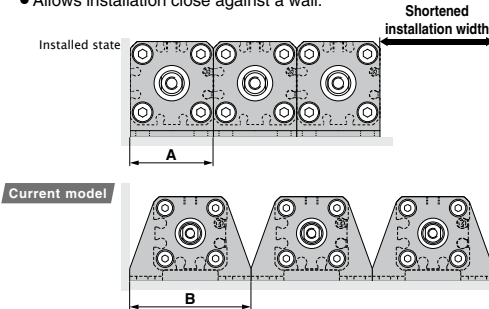 ● Allows installation close against a wall.
Shortened
installation width
Installed state
A
Current model
B